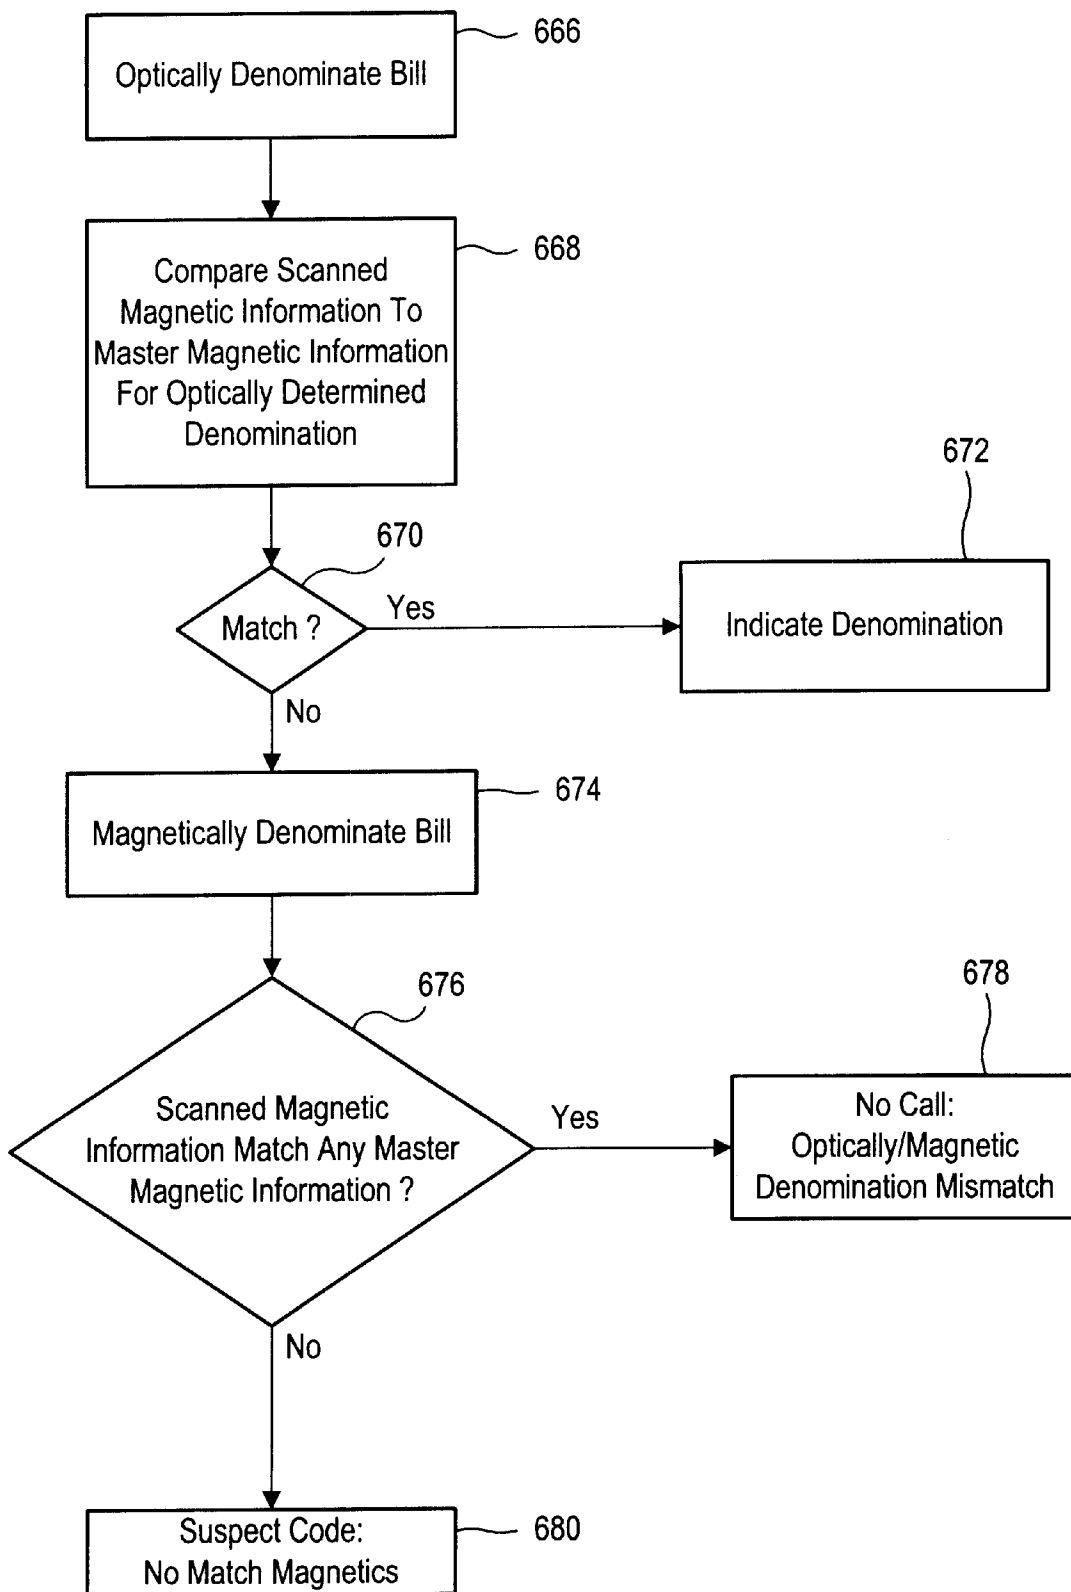 666
Optically Denominate Bill
668
Compare Scanned
Magnetic Information To
Master Magnetic Information
For Optically Determined
Denomination
670
Match ?
Yes
672
Indicate Denomination
No
674
Magnetically Denominate Bill
676
Scanned Magnetic
Information Match Any Master
Magnetic Information ?
Yes
678
No Call:
Optically/Magnetic
Denomination Mismatch
No
680
Suspect Code:
No Match Magnetics